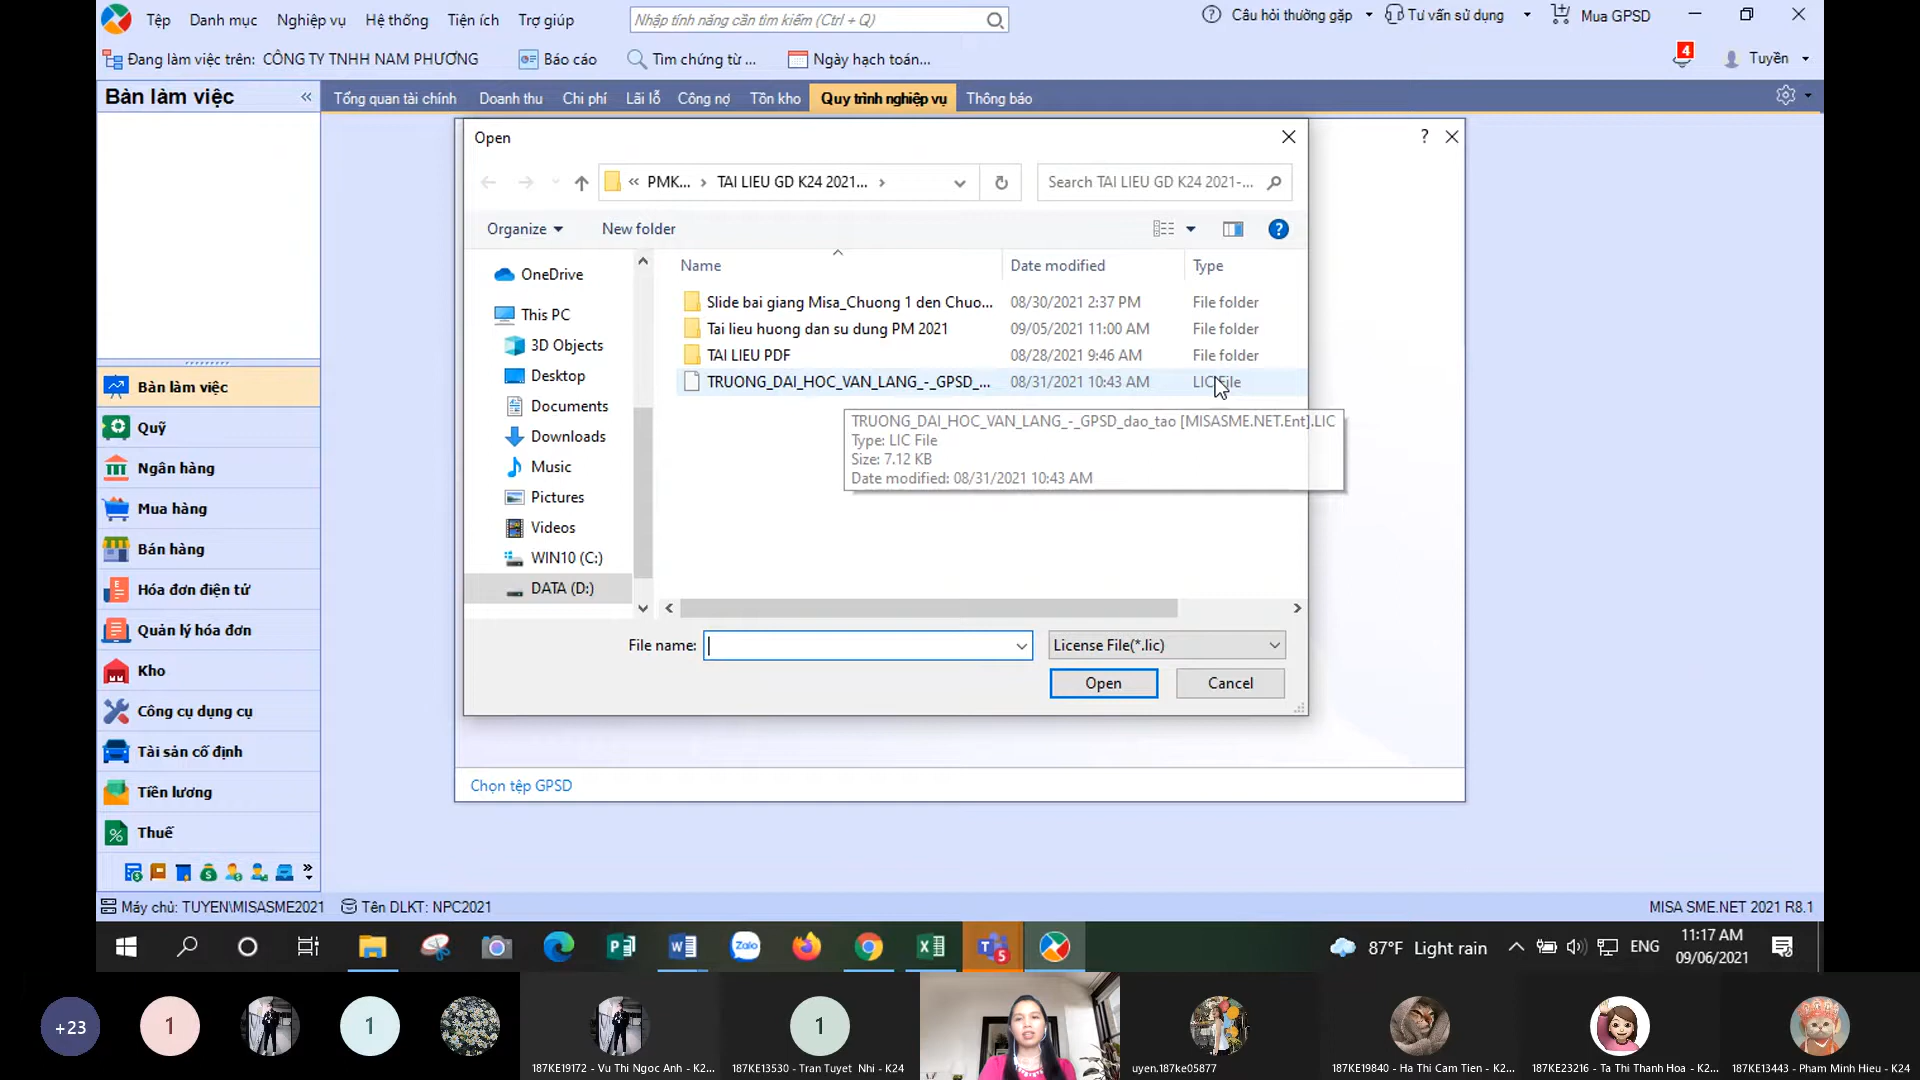 Tệp Danh mục Nghiệp vụ Hệ thống Tiện ích Trợ giúp
Nhập tính năng cần tìm kiếm (Ctrl + Q)
Câu hỏi thường gặp Tư vấn sử dụng Mua GPSD
Đang làm việc trên: CÔNG TY TNHH NAM PHƯƠNG Báo cáo Tìm chứng từ ... Ngày hạch toán... 4 Tuyền
Bàn làm việc «
Tổng quan tài chính Doanh thu Chi phí Lãi lỗ Công nợ Tồn kho Quy trình nghiệp vụ Thông báo
Open
?
« PMK... › TAI LIEU GD K24 2021... ›
Search TAI LIEU GD K24 2021-...
Organize New folder ?
Name Date modified Type
Slide bai giang Misa_Chuong 1 den Chuo... 08/30/2021 2:37 PM File folder
Tai lieu huong dan su dung PM 2021 09/05/2021 11:00 AM File folder
TAI LIEU PDF 08/28/2021 9:46 AM File folder
TRUONG_DAI_HOC_VAN_LANG_-_GPSD_... 08/31/2021 10:43 AM LIC File
TRUONG_DAI_HOC_VAN_LANG_-_GPSD_dao_tao [MISASME.NET.Ent].LIC
Type: LIC File
Size: 7.12 KB
Date modified: 08/31/2021 10:43 AM
OneDrive
This PC
3D Objects
Desktop
Documents
Downloads
Music
Pictures
Videos
WIN10 (C:)
DATA (D:)
File name: License File(*.lic)
Open Cancel
Chọn tệp GPSD
Bàn làm việc
Quỹ
Ngân hàng
Mua hàng
Bán hàng
Hóa đơn điện tử
Quản lý hóa đơn
Kho
Công cụ dụng cụ
Tài sản cố định
Tiền lương
Thuế
Máy chủ: TUYEN\MISASME2021 Tên DLKT: NPC2021 MISA SME.NET 2021 R8.1
Zalo
87°F Light rain ENG 11:17 AM
09/06/2021
+23 1 1 1
187KE19172 - Vu Thi Ngoc Anh - K2... 187KE13530 - Tran Tuyet Nhi - K24 uyen.187ke05877 187KE19840 - Ha Thi Cam Tien - K2... 187KE23216 - Ta Thi Thanh Hoa - K2... 187KE13443 - Pham Minh Hieu - K24